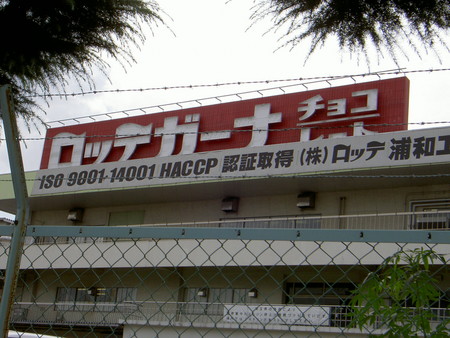 ロッテガーナ チョコ
レート
ISO-9001-14001 HACCP 認証取得 (株)ロッテ 浦和工